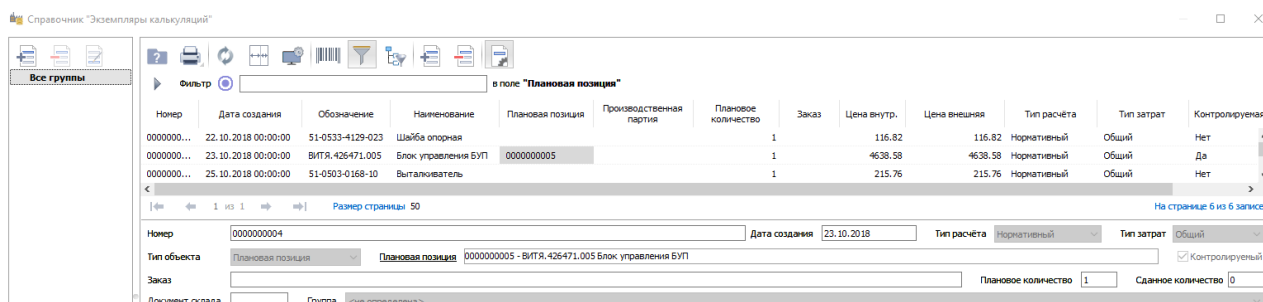 Справочник "Экземпляры калькуляций"
Все группы
Фильтр в поле "Плановая позиция"
Номер Дата создания Обозначение Наименование Плановая позиция Производственная партия Плановое количество Заказ Цена внутр. Цена внешняя Тип расчёта Тип затрат Контролируемая
0000000... 22.10.2018 00:00:00 51-0533-4129-023 Шайба опорная 1 116.82 116.82 Нормативный Общий Нет
0000000... 23.10.2018 00:00:00 ВИТЯ.426471.005 Блок управления БУП 0000000005 1 4638.58 4638.58 Нормативный Общий Да
0000000... 25.10.2018 00:00:00 51-0503-0168-10 Выталкиватель 1 215.76 215.76 Нормативный Общий Нет
1 из 1 Размер страницы 50 На странице 6 из 6 записе
Номер 0000000004 Дата создания 23.10.2018 Тип расчёта Нормативный Тип затрат Общий
Тип объекта Плановая позиция Плановая позиция 0000000005 - ВИТЯ.426471.005 Блок управления БУП Контролируемый
Заказ Плановое количество 1 Сданное количество 0
Документ склада Группа <не определена>